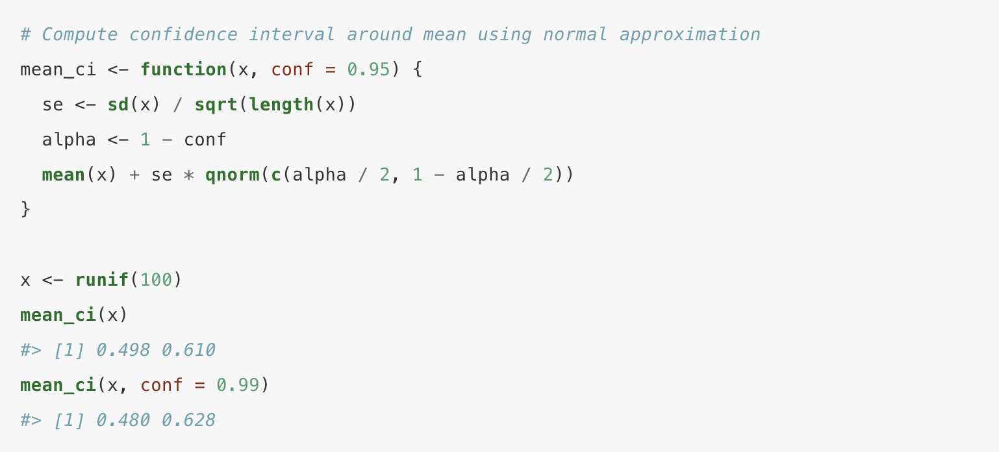 # Compute confidence interval around mean using normal approximation
mean_ci <- function(x, conf = 0.95) {
  se <- sd(x) / sqrt(length(x))
  alpha <- 1 - conf
  mean(x) + se * qnorm(c(alpha / 2, 1 - alpha / 2))
}

x <- runif(100)
mean_ci(x)
#> [1] 0.498 0.610
mean_ci(x, conf = 0.99)
#> [1] 0.480 0.628